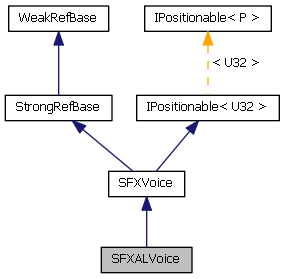 WeakRefBase
IPositionable< P >
< U32 >
StrongRefBase
IPositionable< U32 >
SFXVoice
SFXALVoice